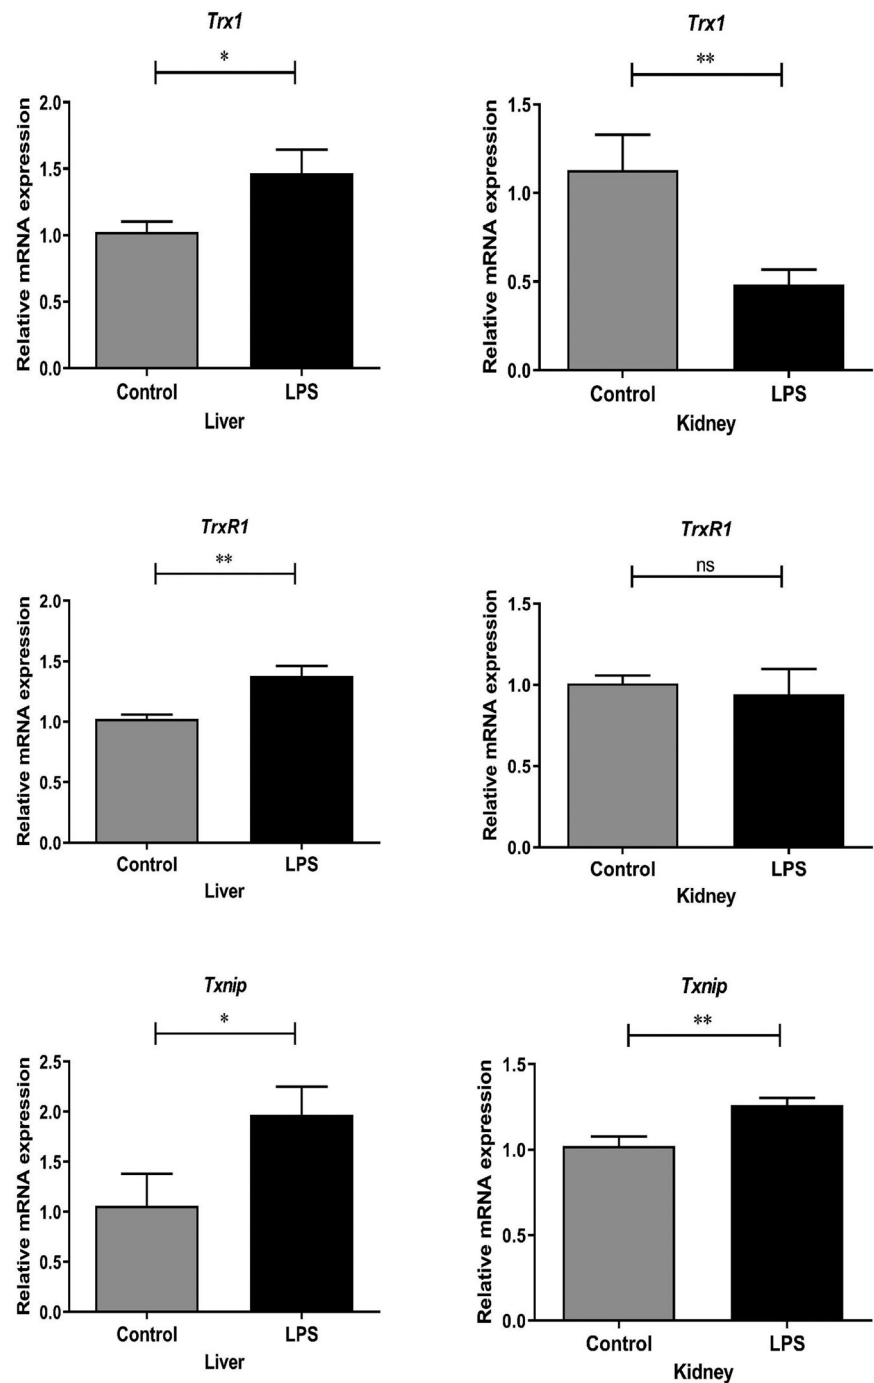 Trx1
*
Relative mRNA expression
2.0
1.5
1.0
0.5
0.0
Control LPS
Liver
Trx1
**
Relative mRNA expression
1.5
1.0
0.5
0.0
Control LPS
Kidney
TrxR1
**
Relative mRNA expression
2.0
1.5
1.0
0.5
0.0
Control LPS
Liver
TrxR1
ns
Relative mRNA expression
1.5
1.0
0.5
0.0
Control LPS
Kidney
Txnip
*
Relative mRNA expression
2.5
2.0
1.5
1.0
0.5
0.0
Control LPS
Liver
Txnip
**
Relative mRNA expression
1.5
1.0
0.5
0.0
Control LPS
Kidney